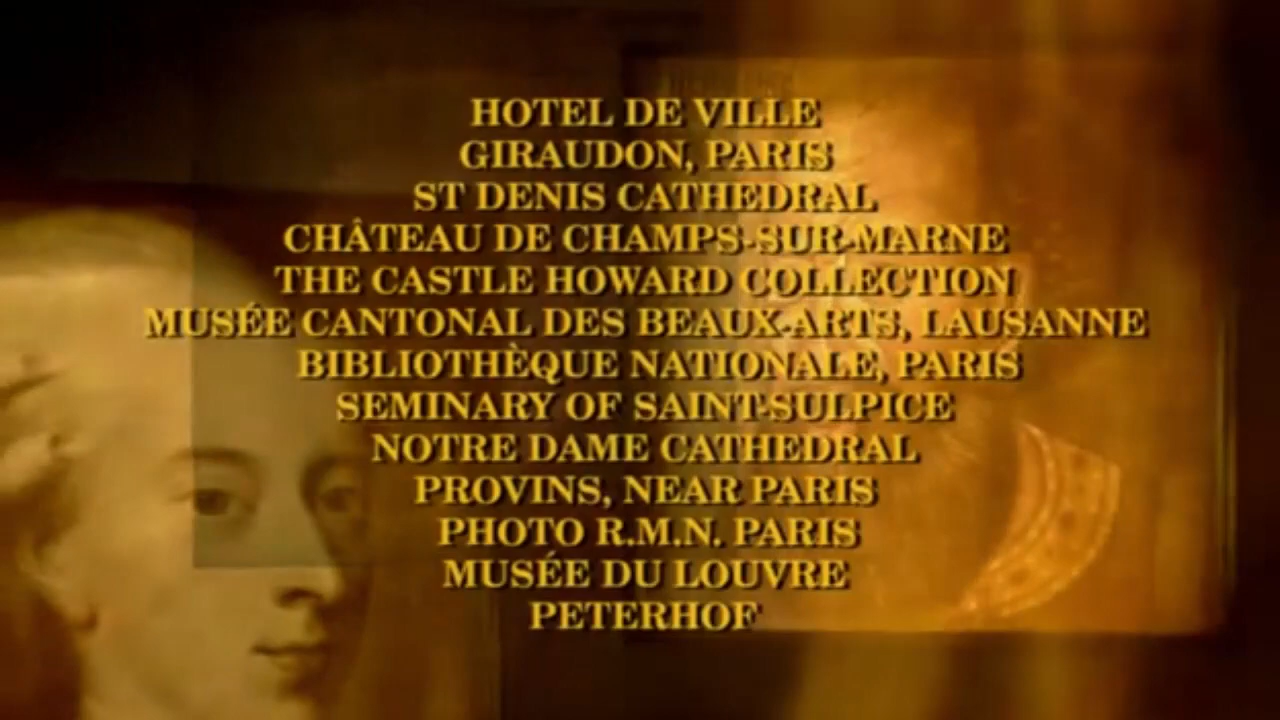 HOTEL DE VILLE
GIRAUDON, PARIS
ST DENIS CATHEDRAL
CHÂTEAU DE CHAMPS-SUR-MARNE
THE CASTLE HOWARD COLLECTION
MUSÉE CANTONAL DES BEAUX-ARTS, LAUSANNE
BIBLIOTHÈQUE NATIONALE, PARIS
SEMINARY OF SAINT-SULPICE
NOTRE DAME CATHEDRAL
PROVINS, NEAR PARIS
PHOTO R.M.N. PARIS
MUSÉE DU LOUVRE
PETERHOF